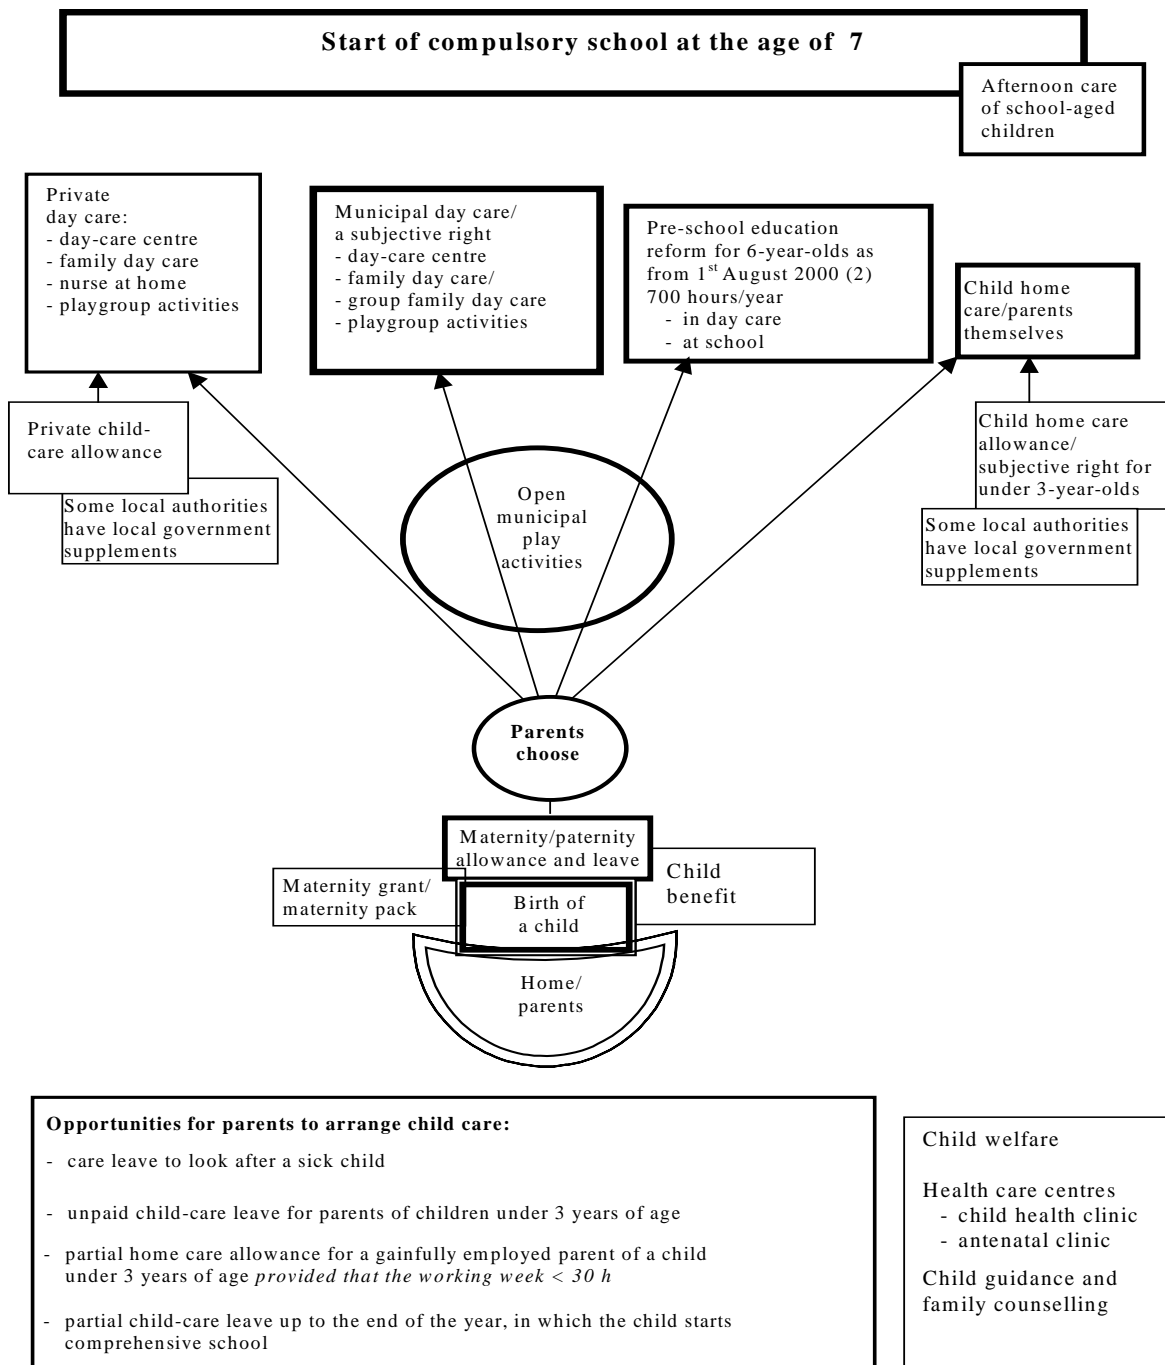 Start of compulsory school at the age of 7
Afternoon care
of school-aged
children
Private
day care:
- day-care centre
- family day care
- nurse at home
- playgroup activities
Municipal day care/
a subjective right
- day-care centre
- family day care/
- group family day care
- playgroup activities
Pre-school education
reform for 6-year-olds as
from 1st August 2000 (2)
700 hours/year
- in day care
- at school
Child home
care/parents
themselves
Private child-
care allowance
Some local authorities
have local government
supplements
Child home care
allowance/
subjective right for
under 3-year-olds
Some local authorities
have local government
supplements
Open
municipal
play
activities
Parents
choose
Maternity/paternity
allowance and leave
Child
benefit
Maternity grant/
maternity pack
Birth of
a child
Home/
parents
Opportunities for parents to arrange child care:
- care leave to look after a sick child
- unpaid child-care leave for parents of children under 3 years of age
- partial home care allowance for a gainfully employed parent of a child
under 3 years of age provided that the working week < 30 h
- partial child-care leave up to the end of the year, in which the child starts
comprehensive school
Child welfare
Health care centres
- child health clinic
- antenatal clinic
Child guidance and
family counselling